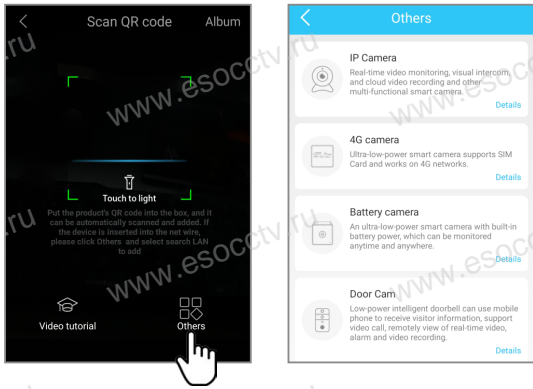 Scan QR code
Album
Touch to light
Put the product's QR code into the box, and it
can be automatically scanned and added. If
the device is inserted into the net wire,
please click Others and select search LAN
to add
Video tutorial
Others
Others
IP Camera
Real-time video monitoring, visual intercom,
and cloud video recording and other
multi-functional smart camera.
Details
4G camera
Ultra-low-power smart camera supports SIM
Card and works on 4G networks.
Details
Battery camera
An ultra-low-power smart camera with built-in
battery power, which can be monitored
anytime and anywhere.
Details
Door Cam
Low-power intelligent doorbell can use mobile
phone to receive visitor information, support
video call, remotely view of real-time video,
alarm and video recording.
Details
www.esocctv.ru
www.esocctv.ru